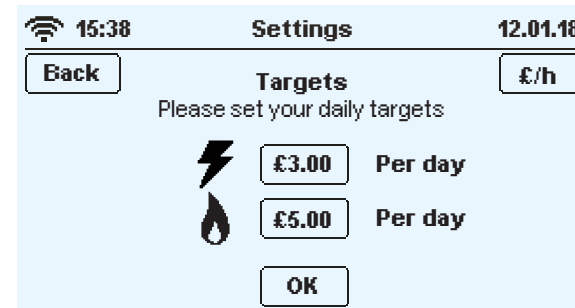 15:38 Settings 12.01.18
Back Targets £/h
Please set your daily targets
£3.00 Per day
£5.00 Per day
OK